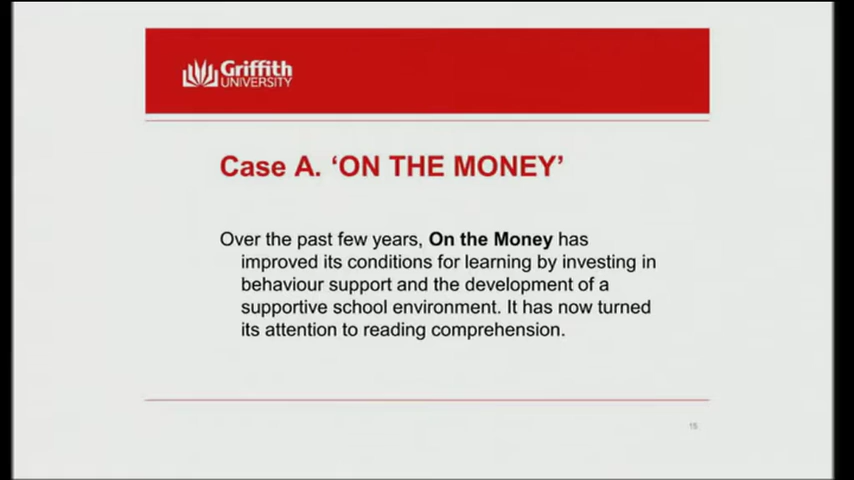 Griffith
UNIVERSITY
Case A. ‘ON THE MONEY’
Over the past few years, On the Money has
improved its conditions for learning by investing in
behaviour support and the development of a
supportive school environment. It has now turned
its attention to reading comprehension.
15